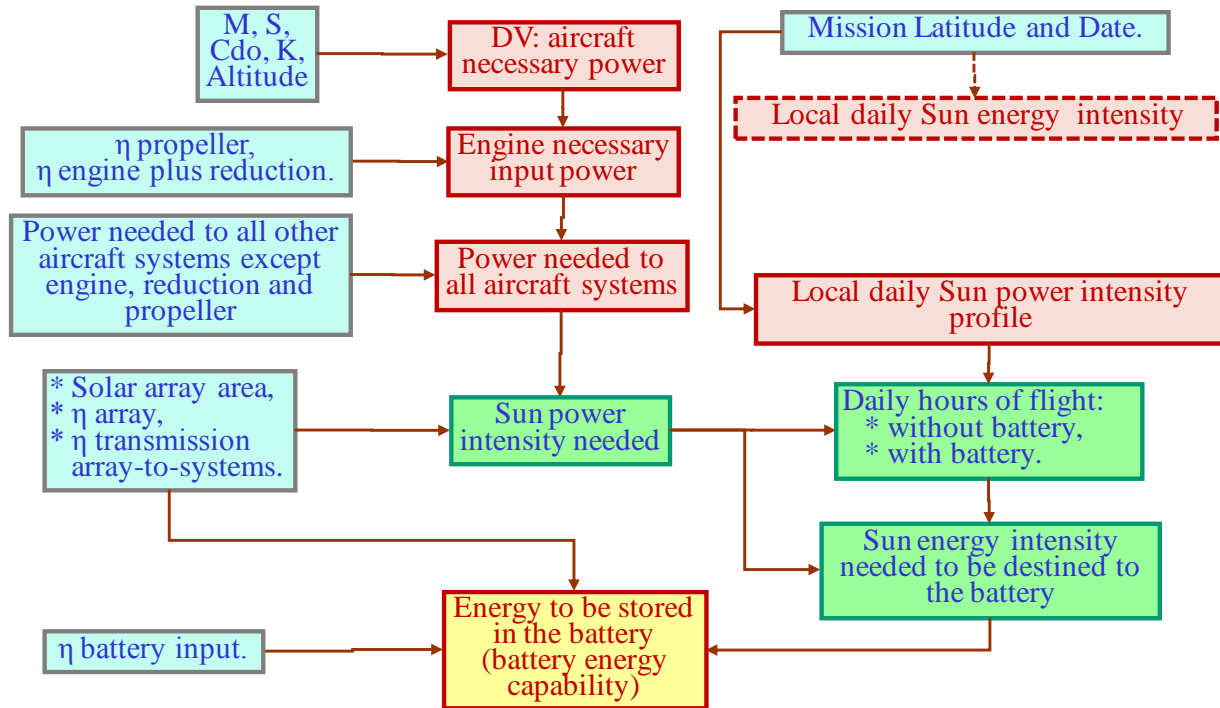 M, S,
Cdo, K,
Altitude
DV: aircraft
necessary power
Mission Latitude and Date.
Local daily Sun energy intensity
η propeller,
η engine plus reduction.
Engine necessary
input power
Power needed to all other
aircraft systems except
engine, reduction and
propeller
Power needed to
all aircraft systems
Local daily Sun power intensity
profile
* Solar array area,
* η array,
* η transmission
array-to-systems.
Sun power
intensity needed
Daily hours of flight:
* without battery,
* with battery.
Sun energy intensity
needed to be destined to
the battery
η battery input.
Energy to be stored
in the battery
(battery energy
capability)